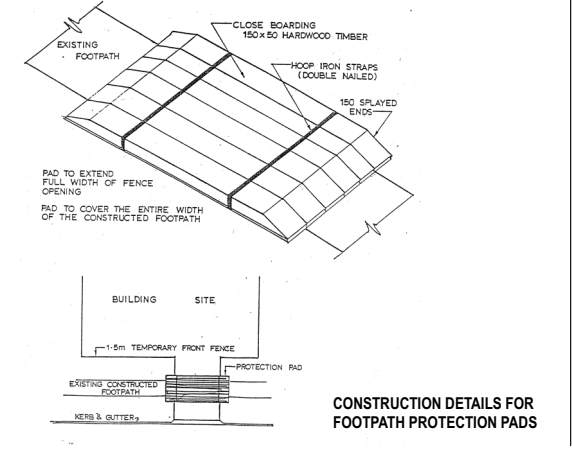 CLOSE BOARDING
150 x 50 HARDWOOD TIMBER
EXISTING
FOOTPATH
HOOP IRON STRAPS
(DOUBLE NAILED)
150 SPLAYED
ENDS
PAD TO EXTEND
FULL WIDTH OF FENCE
OPENING
PAD TO COVER THE ENTIRE WIDTH
OF THE CONSTRUCTED FOOTPATH
BUILDING SITE
1·5m TEMPORARY FRONT FENCE
PROTECTION PAD
EXISTING CONSTRUCTED
FOOTPATH
KERB & GUTTER
CONSTRUCTION DETAILS FOR
FOOTPATH PROTECTION PADS